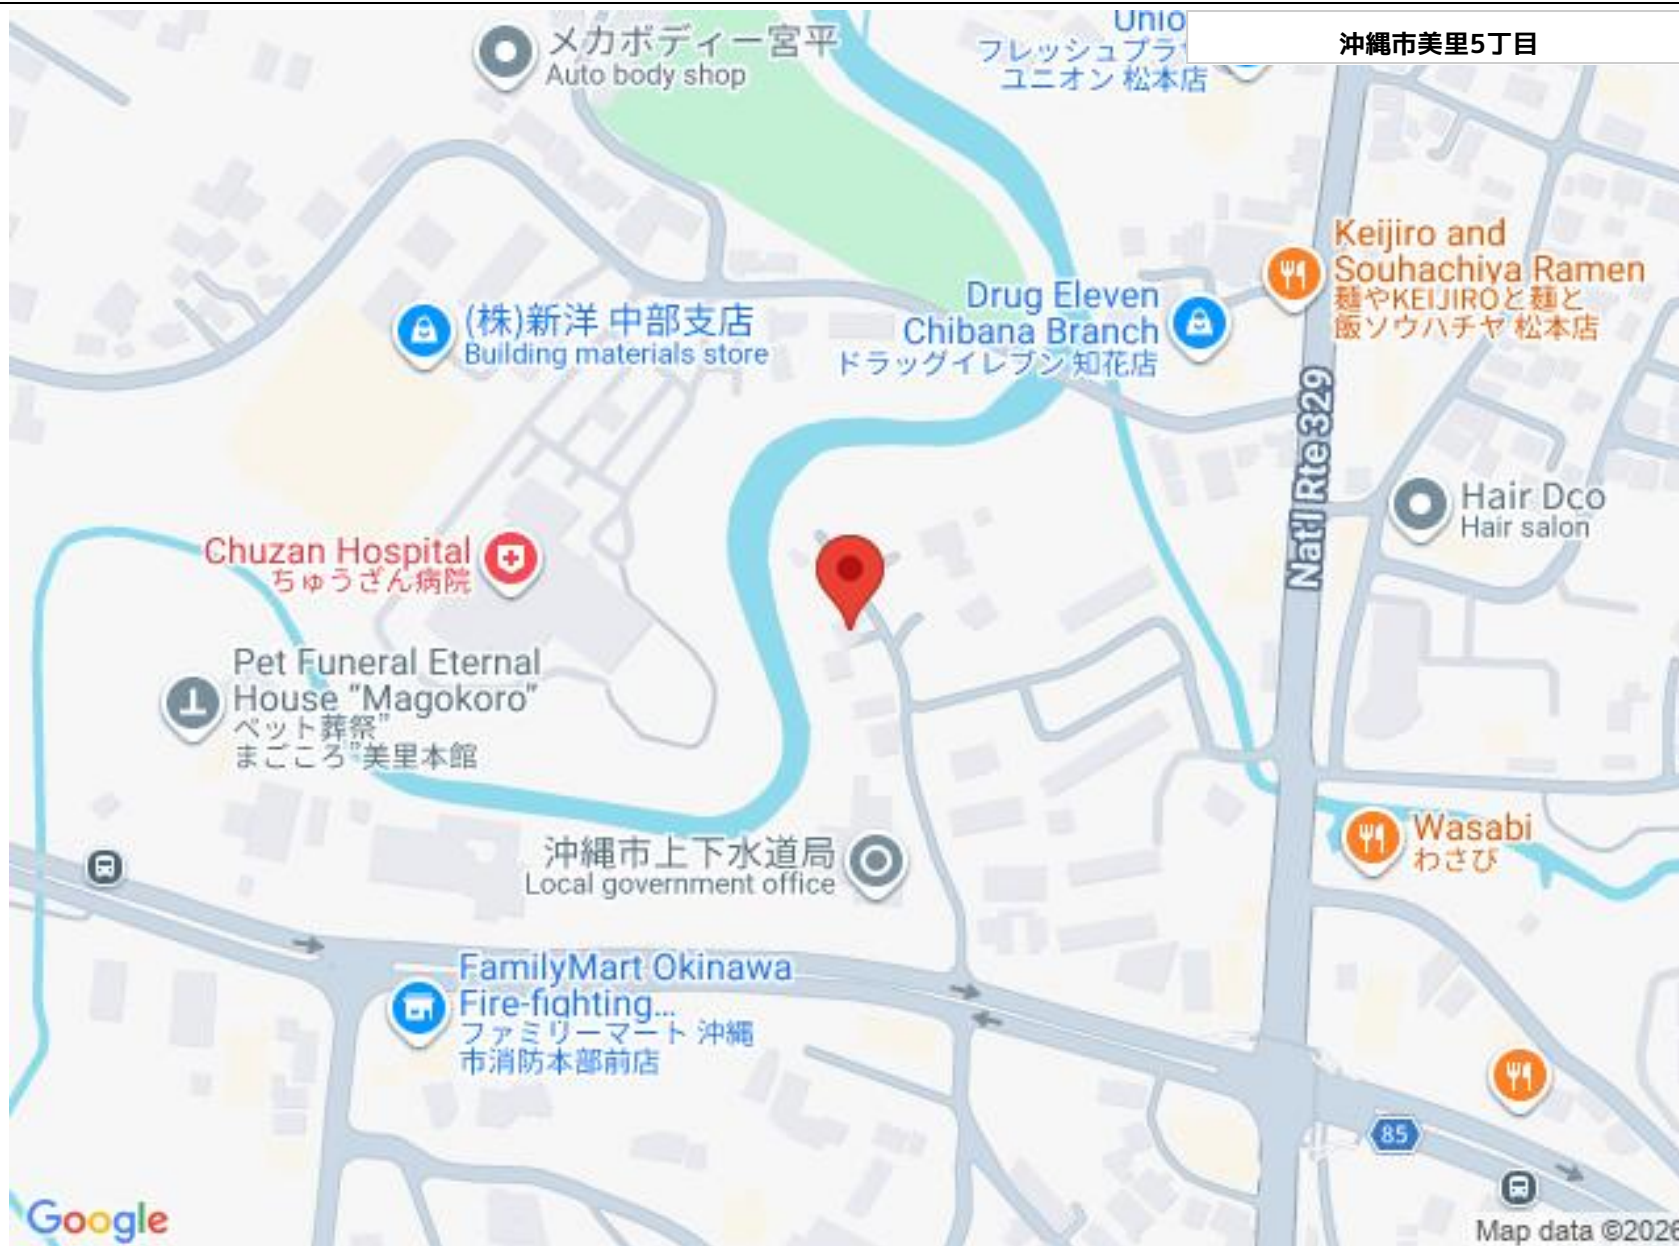 メカボディー宮平
Auto body shop
Unio
フレッシュプラ
ユニオン 松本店
沖縄市美里5丁目
Keijiro and
Souhachiya Ramen
麺やKEIJIROと麺と
飯ソウハチヤ 松本店
Drug Eleven
Chibana Branch
ドラッグイレブン 知花店
(株)新洋 中部支店
Building materials store
Nat'l Rte 329
Hair Dco
Hair salon
Chuzan Hospital
ちゅうざん病院
Pet Funeral Eternal
House "Magokoro"
ペット葬祭"
まごころ"美里本館
Wasabi
わさび
沖縄市上下水道局
Local government office
FamilyMart Okinawa
Fire-fighting...
ファミリーマート 沖縄
市消防本部前店
85
Google
Map data ©2026